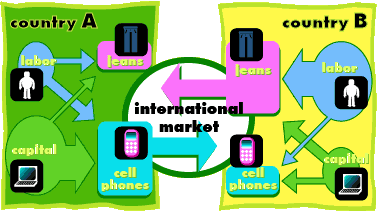 country A
labor
jeans
capital
cell
phones
international
market
country B
jeans
labor
cell
phones
capital